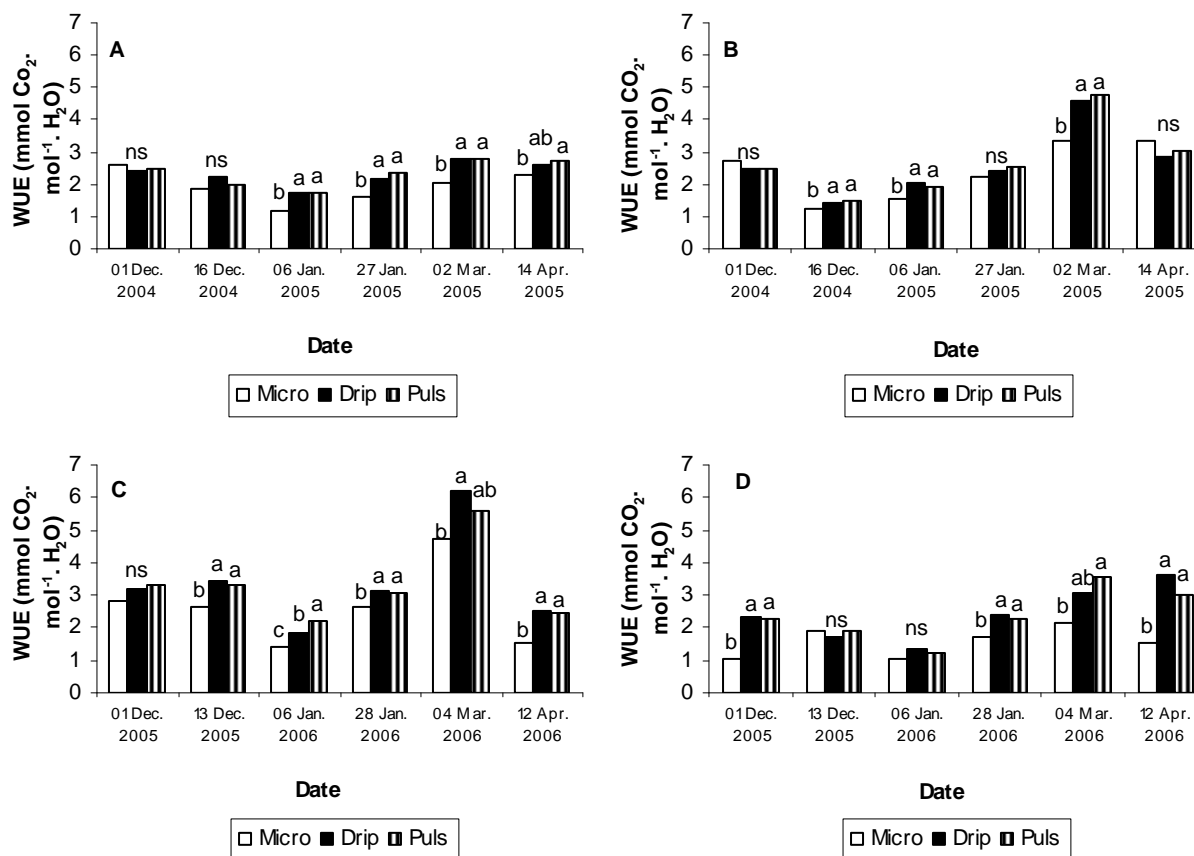 A
WUE (mmol Co₂.
mol⁻¹. H₂O)
7
6
5
4
3
2
1
0
ns
ns
b a a
b a a
b a a
b ab a
01 Dec. 16 Dec. 06 Jan. 27 Jan. 02 Mar. 14 Apr.
2004 2004 2005 2005 2005 2005
Date
Micro Drip Puls
B
WUE (mmol CO₂.
mol⁻¹. H₂O)
7
6
5
4
3
2
1
0
ns
b a a
b a a
ns
b a a
ns
01 Dec. 16 Dec. 06 Jan. 27 Jan. 02 Mar. 14 Apr.
2004 2004 2005 2005 2005 2005
Date
Micro Drip Puls
C
WUE (mmol CO₂.
mol⁻¹. H₂O)
7
6
5
4
3
2
1
0
ns
b a a
c b a
b a a
b a ab
b a a
01 Dec. 13 Dec. 06 Jan. 28 Jan. 04 Mar. 12 Apr.
2005 2005 2006 2006 2006 2006
Date
Micro Drip Puls
D
WUE (mmol CO₂.
mol⁻¹. H₂O)
7
6
5
4
3
2
1
0
b a a
ns
ns
b a a
b ab a
b a a
01 Dec. 13 Dec. 06 Jan. 28 Jan. 04 Mar. 12 Apr.
2005 2005 2006 2006 2006 2006
Date
Micro Drip Puls